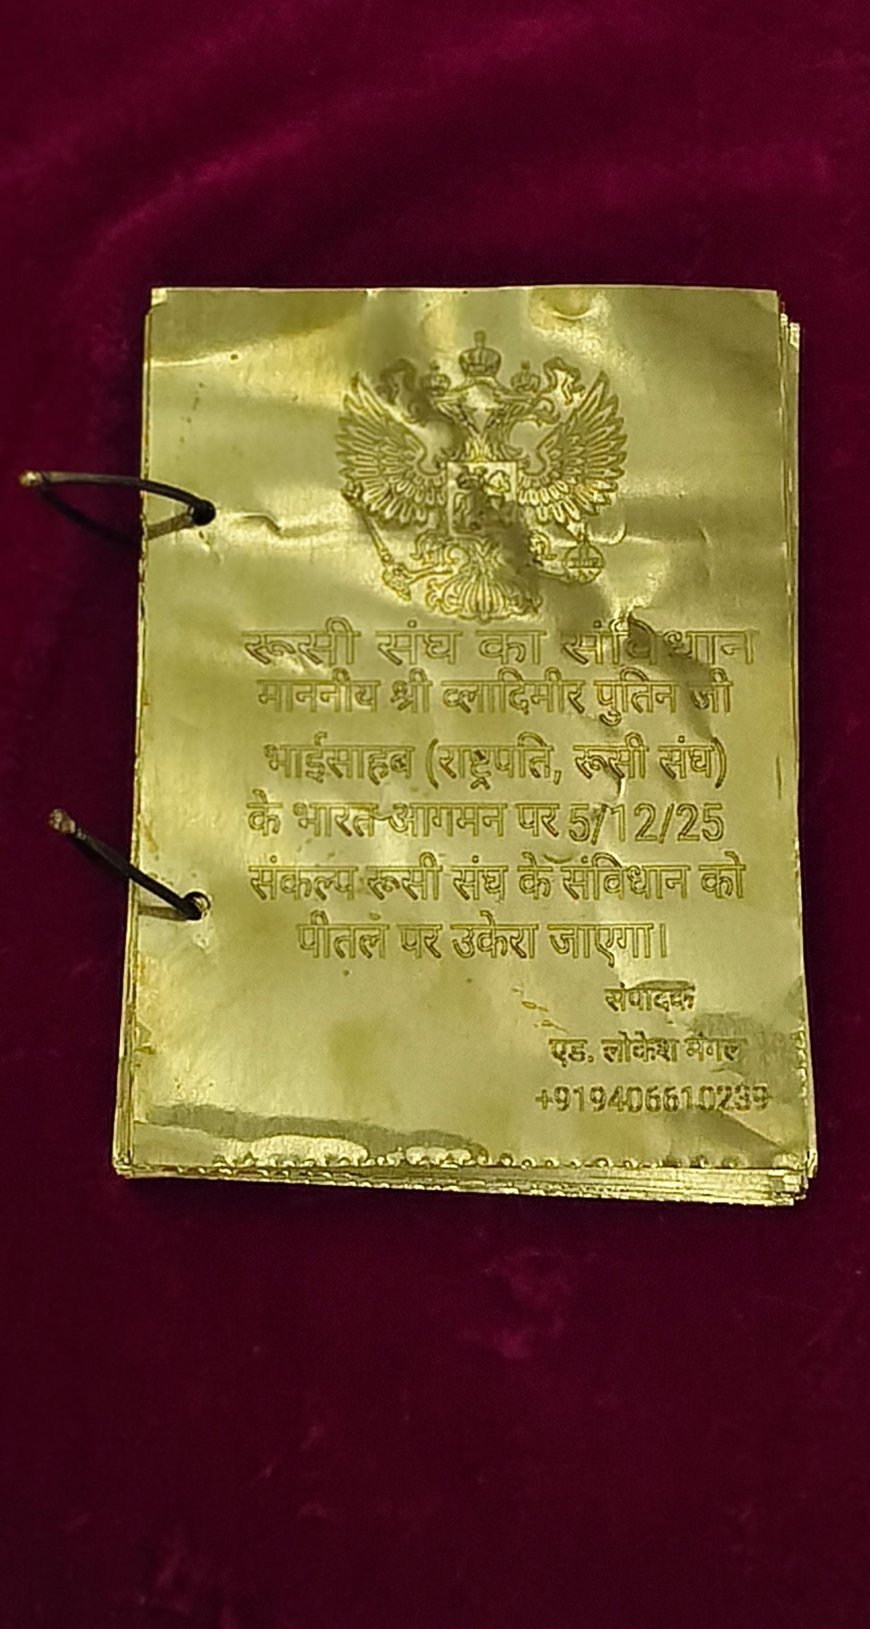 रूसी संघ का संविधान
माननीय श्री व्लादिमीर पुतिन जी
भाईसाहब (राष्ट्रपति, रूसी संघ)
के भारत आगमन पर 5/12/25
संकल्प रूसी संघ के संविधान को
पीतल पर उकेरा जाएगा।
संपादक
एड. लोकेश मंगल
+919406610239